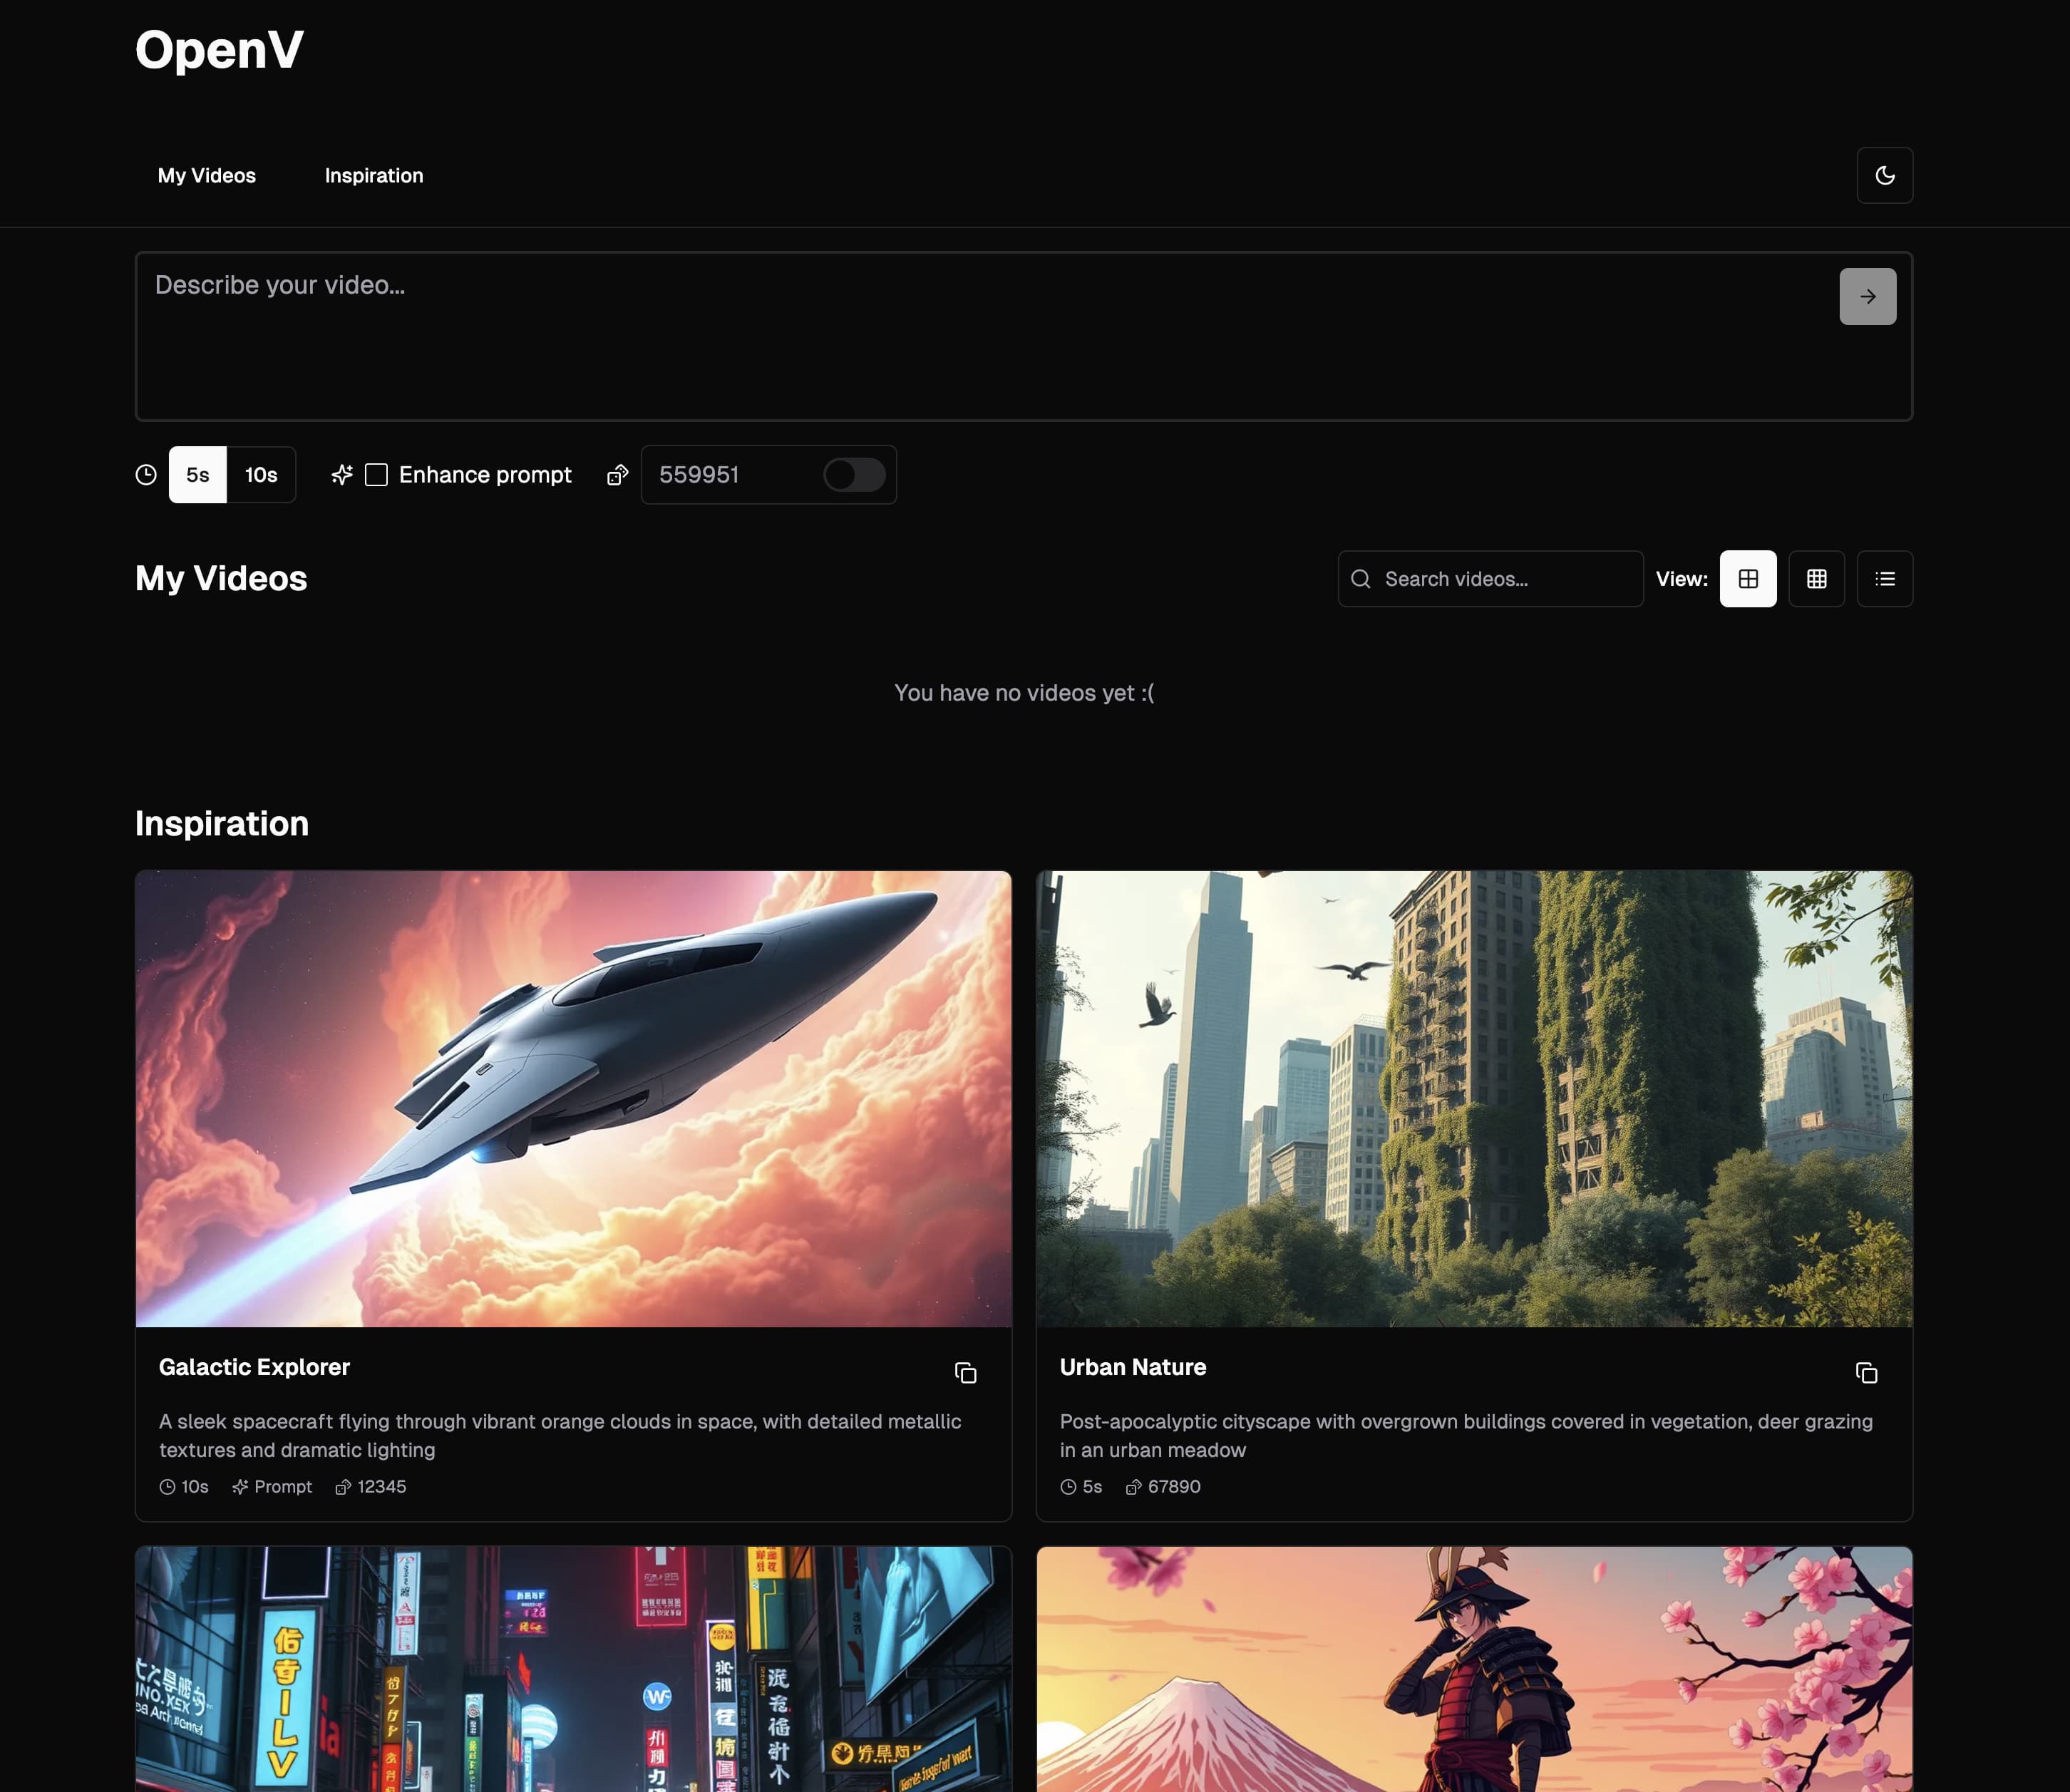 OpenV
My Videos
Inspiration
Describe your video...
5s
10s
Enhance prompt
559951
My Videos
Search videos...
View:
You have no videos yet :(
Inspiration
Galactic Explorer
A sleek spacecraft flying through vibrant orange clouds in space, with detailed metallic
textures and dramatic lighting
10s
Prompt
12345
Urban Nature
Post-apocalyptic cityscape with overgrown buildings covered in vegetation, deer grazing
in an urban meadow
5s
67890